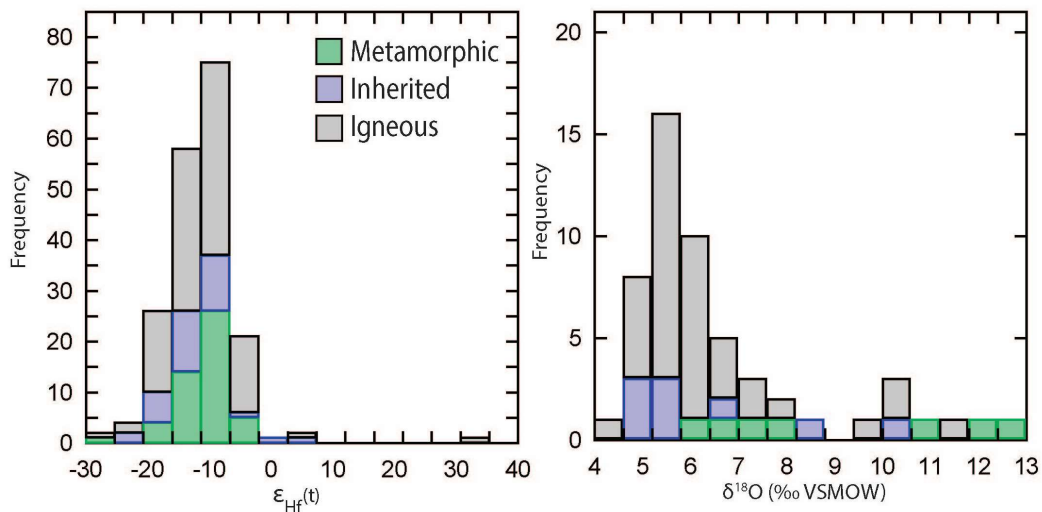 80
70
60
50
40
30
20
10
0
Frequency
-30 -20 -10 0 10 20 30 40
εHf(t)
Metamorphic
Inherited
Igneous
20
15
10
5
0
Frequency
4 5 6 7 8 9 10 11 12 13
δ¹⁸O (‰ VSMOW)